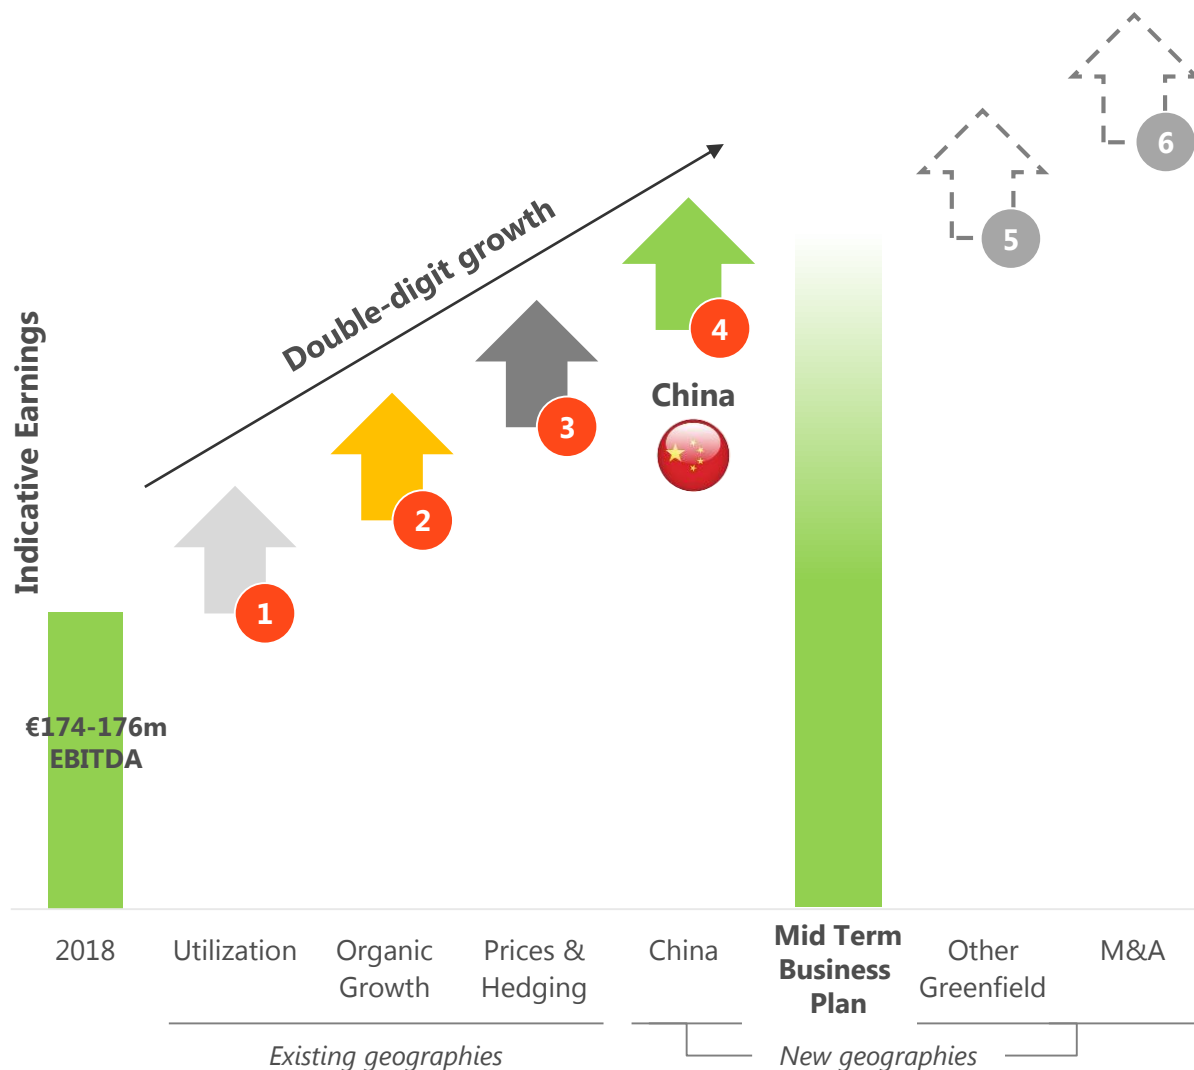 6
5
Double-digit growth
4
China
3
Indicative Earnings
2
1
€174-176m
EBITDA
2018
Utilization
Organic
Growth
Prices &
Hedging
China
Mid Term
Business
Plan
Other
Greenfield
M&A
Existing geographies
New geographies